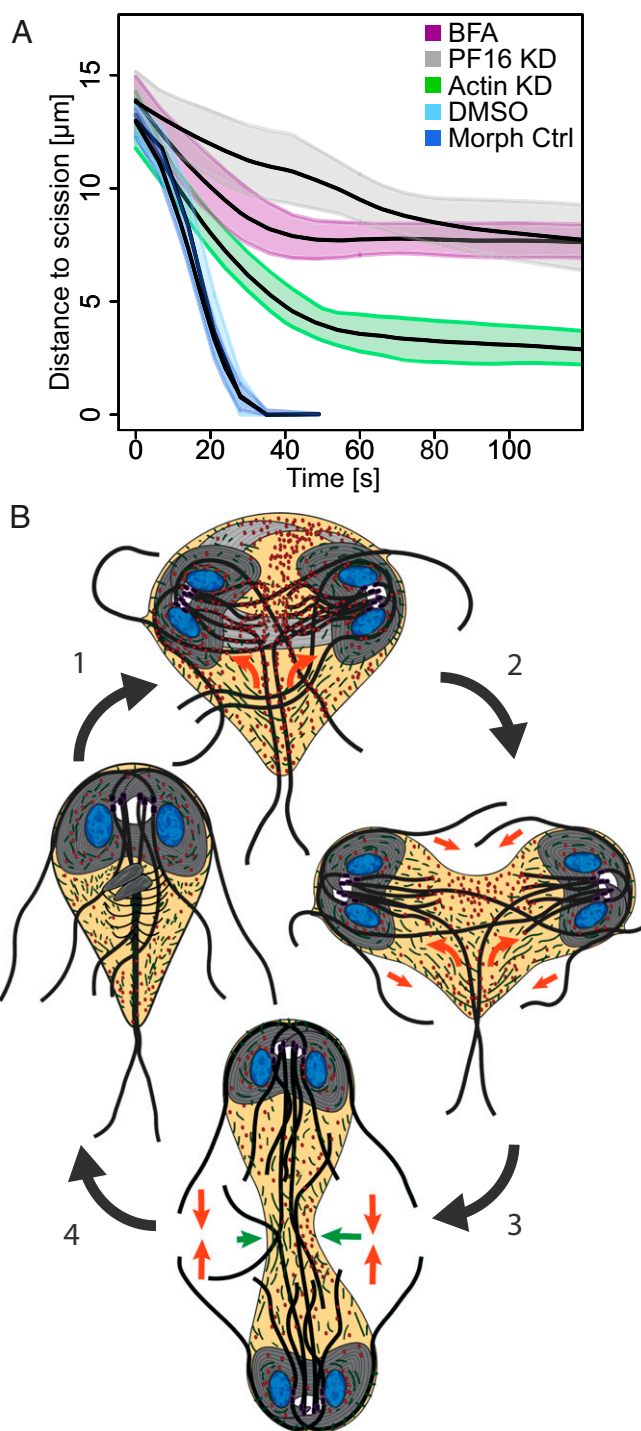 A
BFA
PF16 KD
Actin KD
DMSO
Morph Ctrl
Distance to scission [µm]
15
10
5
0
0 20 40 60 80 100
Time [s]
B
1
2
3
4